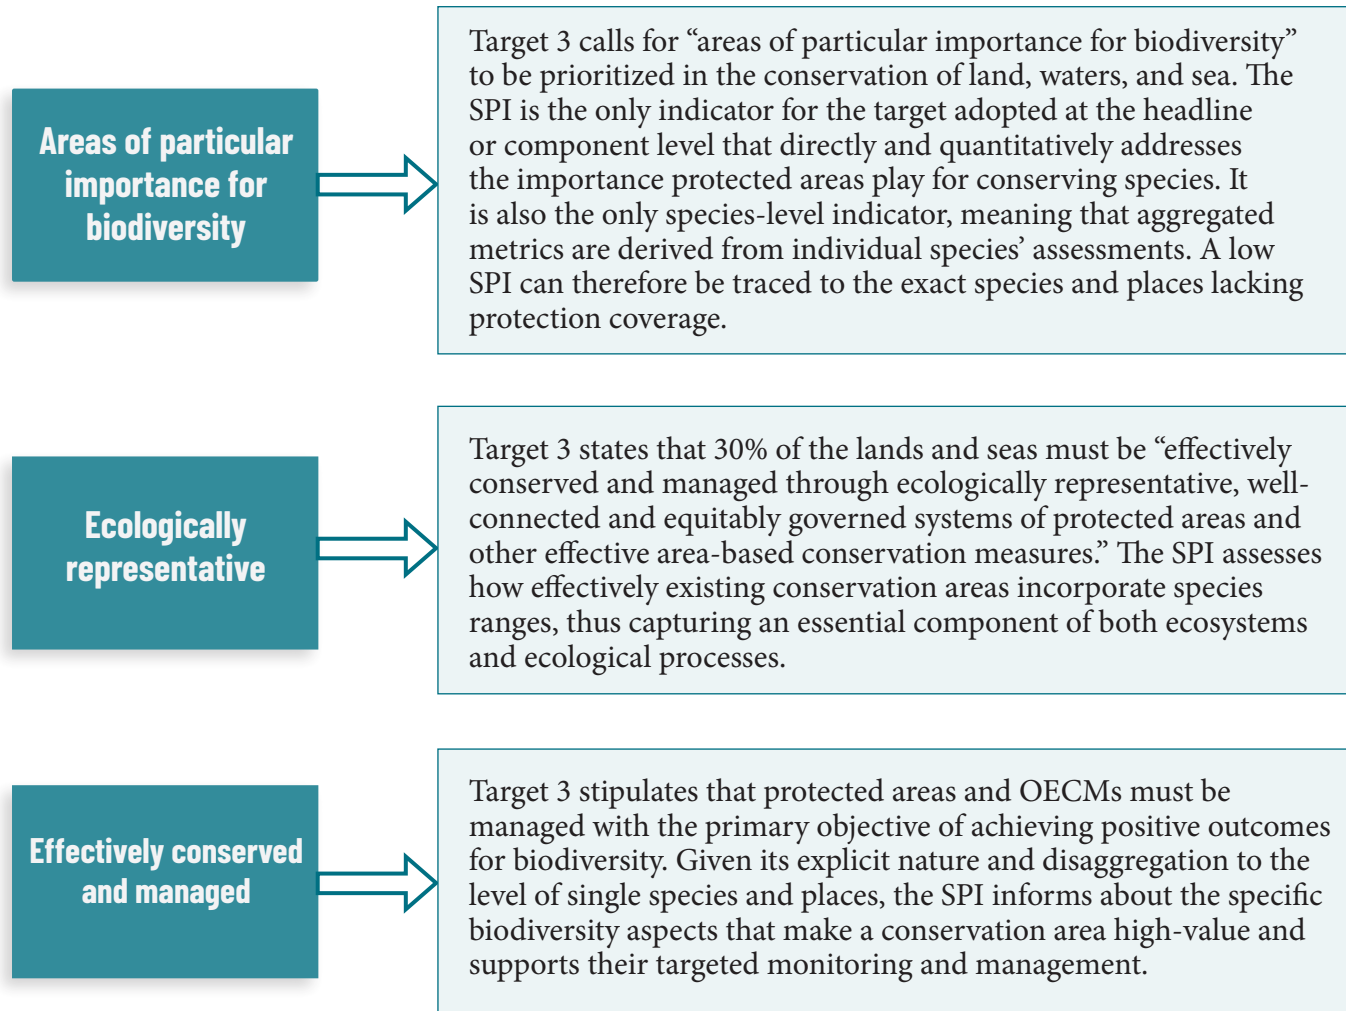 Areas of particular
importance for
biodiversity
Target 3 calls for “areas of particular importance for biodiversity”
to be prioritized in the conservation of land, waters, and sea. The
SPI is the only indicator for the target adopted at the headline
or component level that directly and quantitatively addresses
the importance protected areas play for conserving species. It
is also the only species-level indicator, meaning that aggregated
metrics are derived from individual species’ assessments. A low
SPI can therefore be traced to the exact species and places lacking
protection coverage.
Ecologically
representative
Target 3 states that 30% of the lands and seas must be “effectively
conserved and managed through ecologically representative, well-
connected and equitably governed systems of protected areas and
other effective area-based conservation measures.” The SPI assesses
how effectively existing conservation areas incorporate species
ranges, thus capturing an essential component of both ecosystems
and ecological processes.
Effectively conserved
and managed
Target 3 stipulates that protected areas and OECMs must be
managed with the primary objective of achieving positive outcomes
for biodiversity. Given its explicit nature and disaggregation to the
level of single species and places, the SPI informs about the specific
biodiversity aspects that make a conservation area high-value and
supports their targeted monitoring and management.